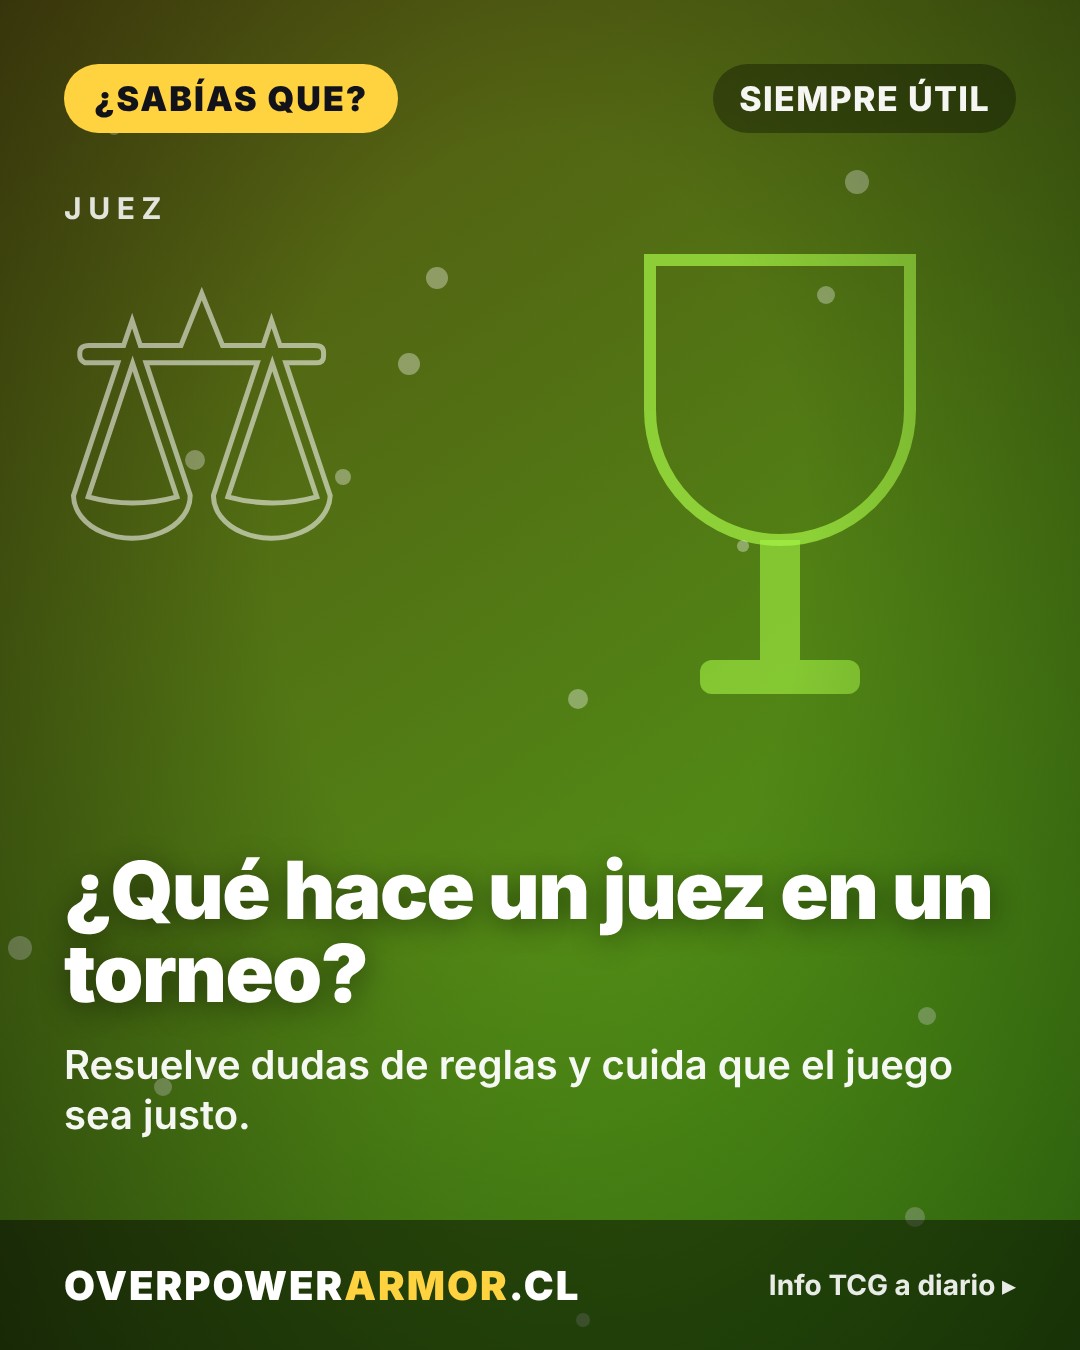 ¿SABÍAS QUE?
SIEMPRE ÚTIL
JUEZ
¿Qué hace un juez en un
torneo?
Resuelve dudas de reglas y cuida que el juego
sea justo.
OVERPOWERARMOR.CL
Info TCG a diario ▸